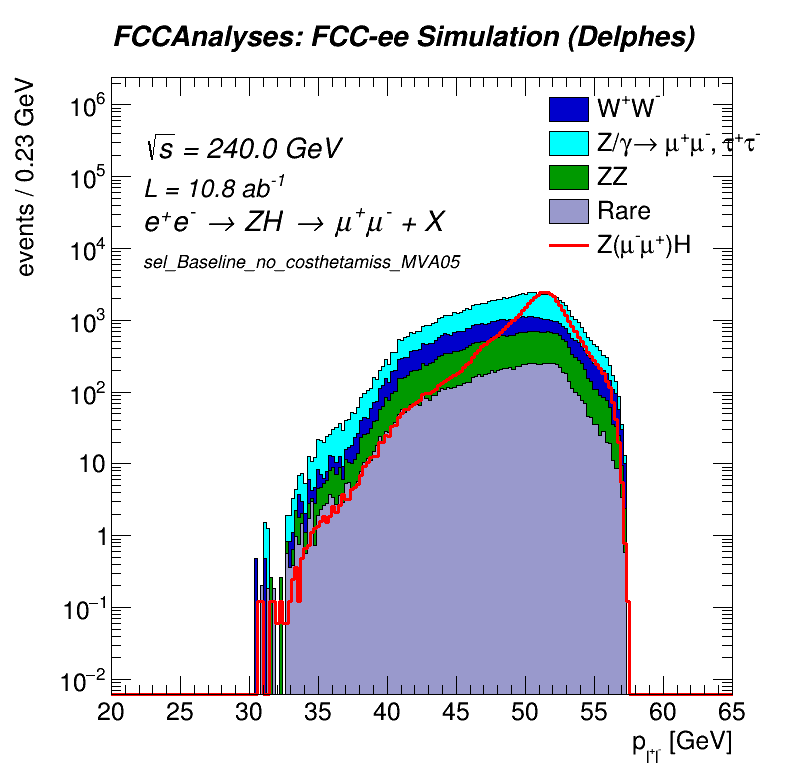 FCCAnalyses: FCC-ee Simulation (Delphes)
events / 0.23 GeV
10⁶
10⁵
10⁴
10³
10²
10
1
10⁻¹
10⁻²
√s = 240.0 GeV
L = 10.8 ab⁻¹
e⁺e⁻ → ZH → μ⁺μ⁻ + X
sel_Baseline_no_costhetamiss_MVA05
W⁺W⁻
Z/γ→ μ⁺μ⁻, τ⁺τ⁻
ZZ
Rare
Z(μ⁻μ⁺)H
20 25 30 35 40 45 50 55 60 65
p_l⁺l⁻ [GeV]